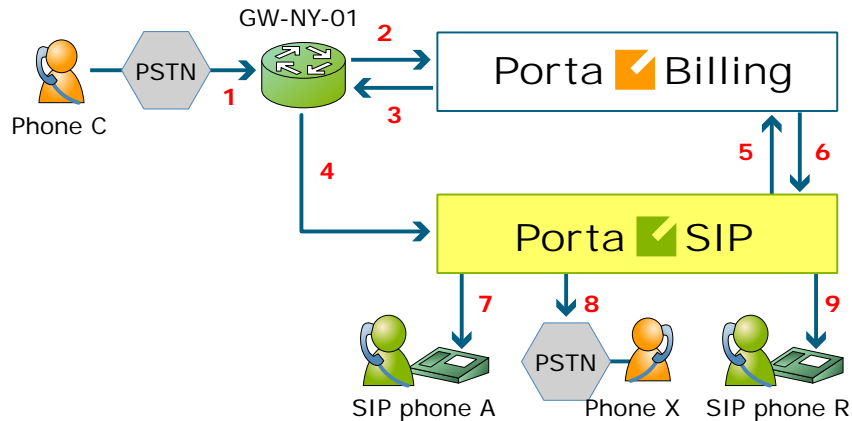 GW-NY-01
2
Porta Billing
PSTN
1
3
Phone C
4
5
6
Porta SIP
7
8
9
PSTN
SIP phone A
Phone X
SIP phone R